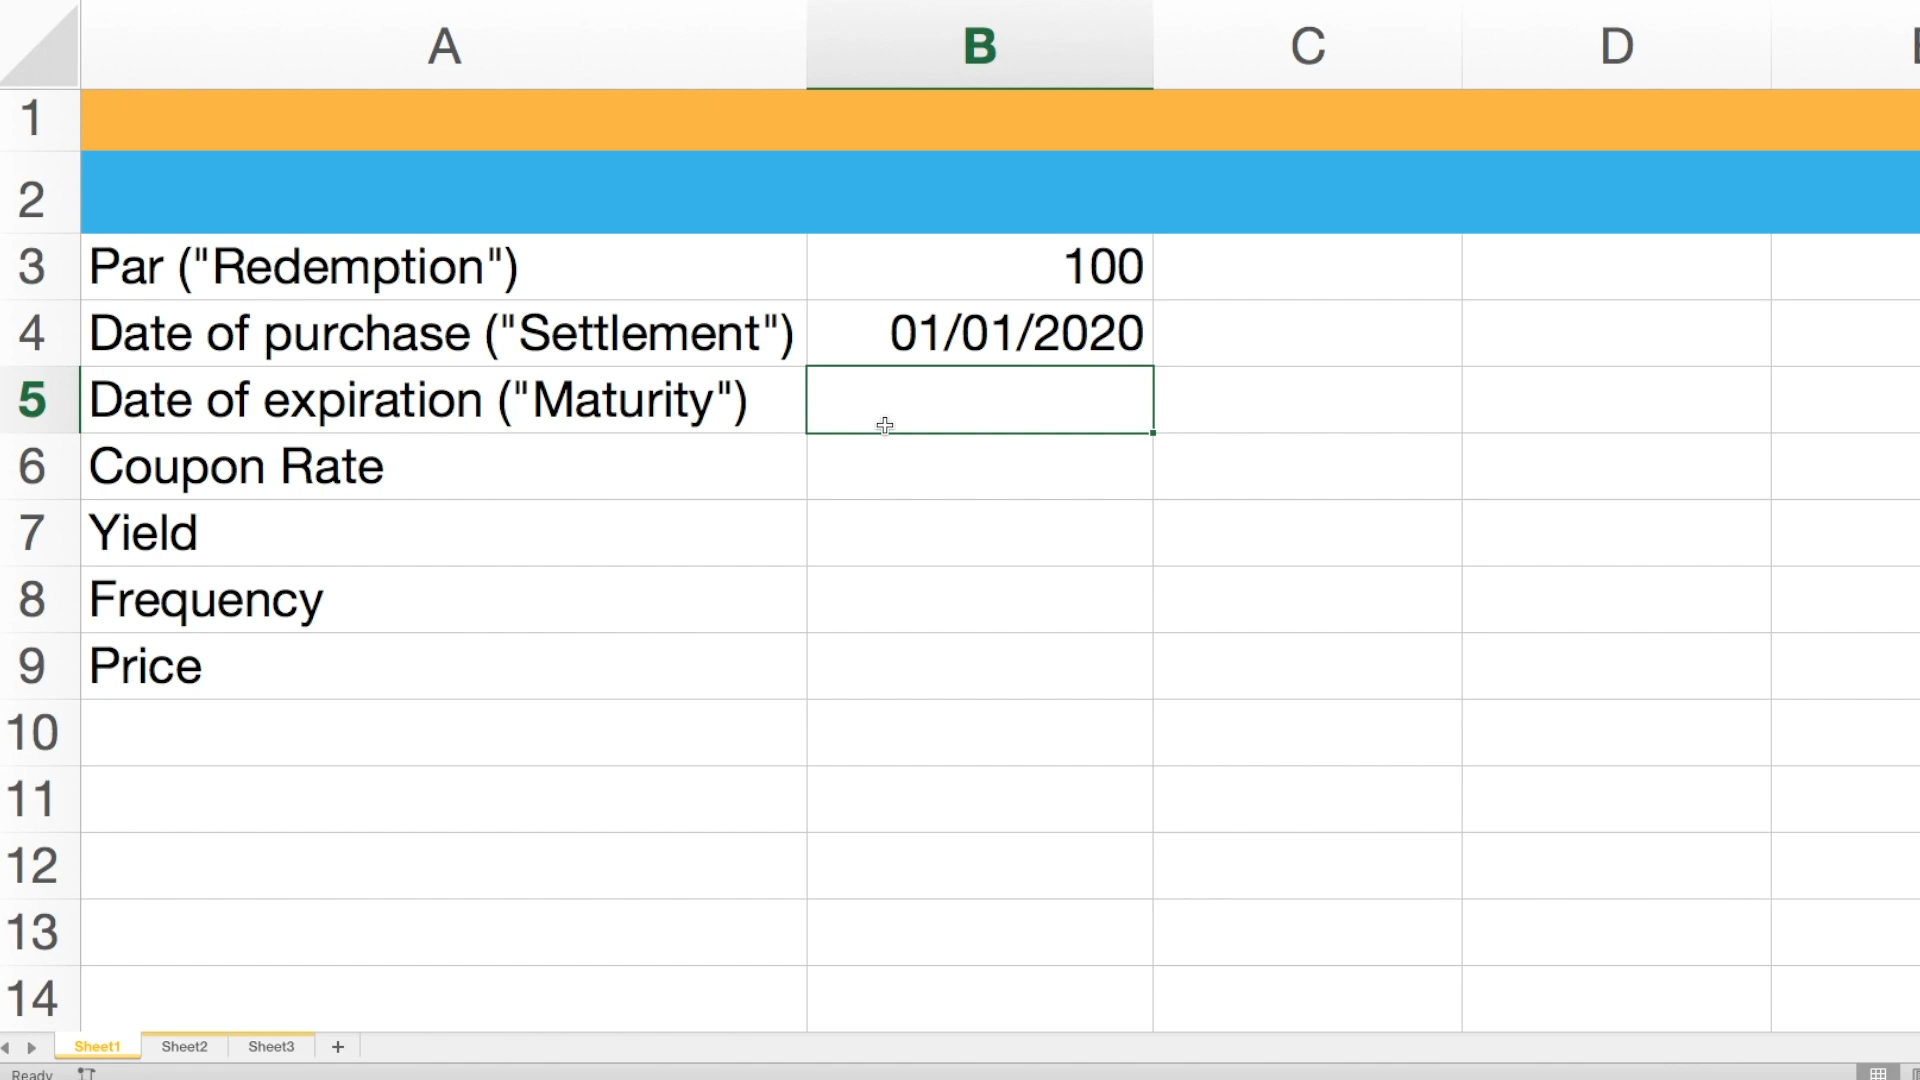 A B C D
1
2
3 Par ("Redemption") 100
4 Date of purchase ("Settlement") 01/01/2020
5 Date of expiration ("Maturity")
6 Coupon Rate
7 Yield
8 Frequency
9 Price
10
11
12
13
14
Sheet1 Sheet2 Sheet3 +
Ready